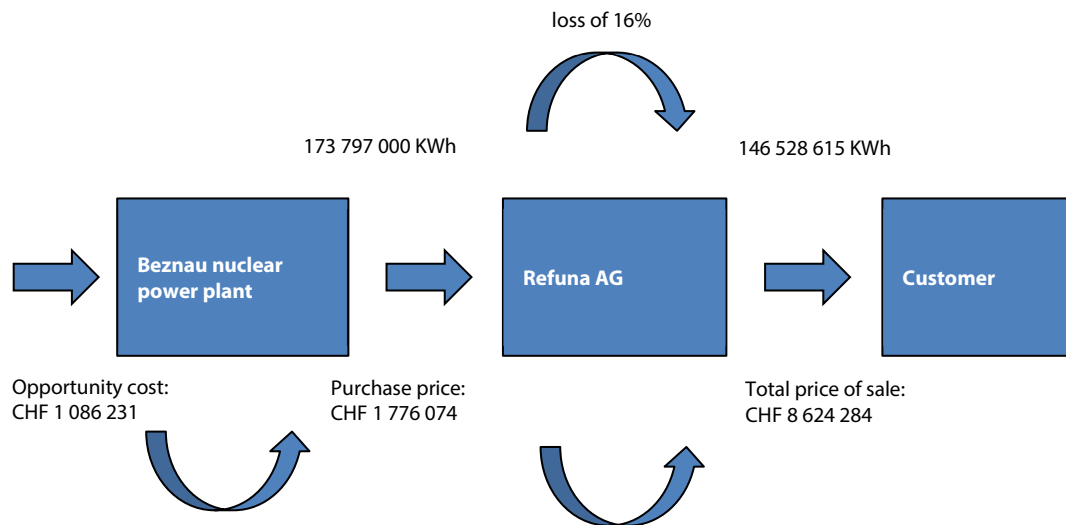 loss of 16%
173 797 000 KWh
146 528 615 KWh
Beznau nuclear
power plant
Refuna AG
Customer
Opportunity cost:
CHF 1 086 231
Purchase price:
CHF 1 776 074
Total price of sale:
CHF 8 624 284